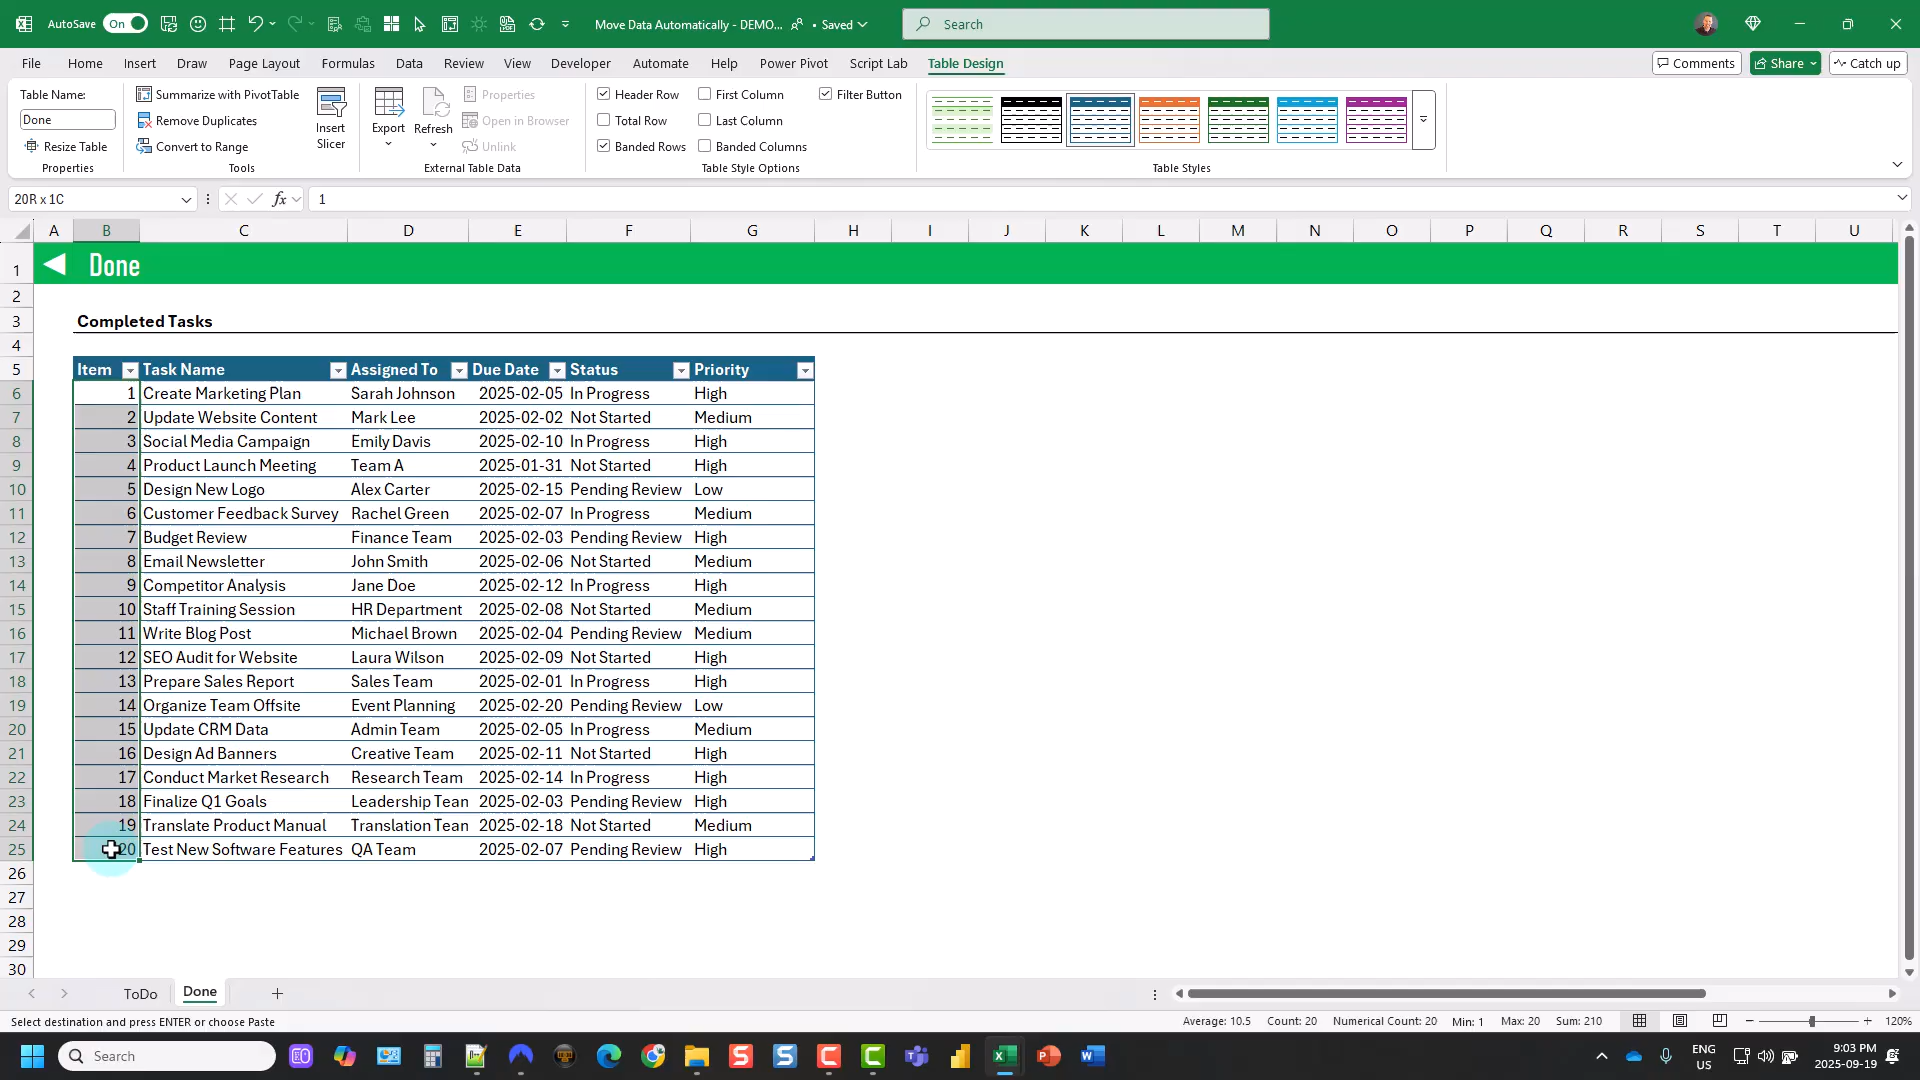 AutoSave On Move Data Automatically - DEMO... • Saved Search
File Home Insert Draw Page Layout Formulas Data Review View Developer Automate Help Power Pivot Script Lab Table Design Comments Share Catch up
Table Name: Summarize with PivotTable Properties Header Row First Column Filter Button
Done Remove Duplicates Insert Slicer Export Refresh Open in Browser Total Row Last Column
Resize Table Convert to Range Unlink Banded Rows Banded Columns
Properties Tools External Table Data Table Style Options Table Styles
20R x 1C fx 1
A B C D E F G H I J K L M N O P Q R S T U
1 Done
2
3 Completed Tasks
4
5 Item Task Name Assigned To Due Date Status Priority
6 1 Create Marketing Plan Sarah Johnson 2025-02-05 In Progress High
7 2 Update Website Content Mark Lee 2025-02-02 Not Started Medium
8 3 Social Media Campaign Emily Davis 2025-02-10 In Progress High
9 4 Product Launch Meeting Team A 2025-01-31 Not Started High
10 5 Design New Logo Alex Carter 2025-02-15 Pending Review Low
11 6 Customer Feedback Survey Rachel Green 2025-02-07 In Progress Medium
12 7 Budget Review Finance Team 2025-02-03 Pending Review High
13 8 Email Newsletter John Smith 2025-02-06 Not Started Medium
14 9 Competitor Analysis Jane Doe 2025-02-12 In Progress High
15 10 Staff Training Session HR Department 2025-02-08 Not Started Medium
16 11 Write Blog Post Michael Brown 2025-02-04 Pending Review Medium
17 12 SEO Audit for Website Laura Wilson 2025-02-09 Not Started High
18 13 Prepare Sales Report Sales Team 2025-02-01 In Progress High
19 14 Organize Team Offsite Event Planning 2025-02-20 Pending Review Low
20 15 Update CRM Data Admin Team 2025-02-05 In Progress Medium
21 16 Design Ad Banners Creative Team 2025-02-11 Not Started High
22 17 Conduct Market Research Research Team 2025-02-14 In Progress High
23 18 Finalize Q1 Goals Leadership Tean 2025-02-03 Pending Review High
24 19 Translate Product Manual Translation Tean 2025-02-18 Not Started Medium
25 20 Test New Software Features QA Team 2025-02-07 Pending Review High
26
27
28
29
30
ToDo Done
Select destination and press ENTER or choose Paste Average: 10.5 Count: 20 Numerical Count: 20 Min: 1 Max: 20 Sum: 210 120%
Search ENG US 9:03 PM 2025-09-19